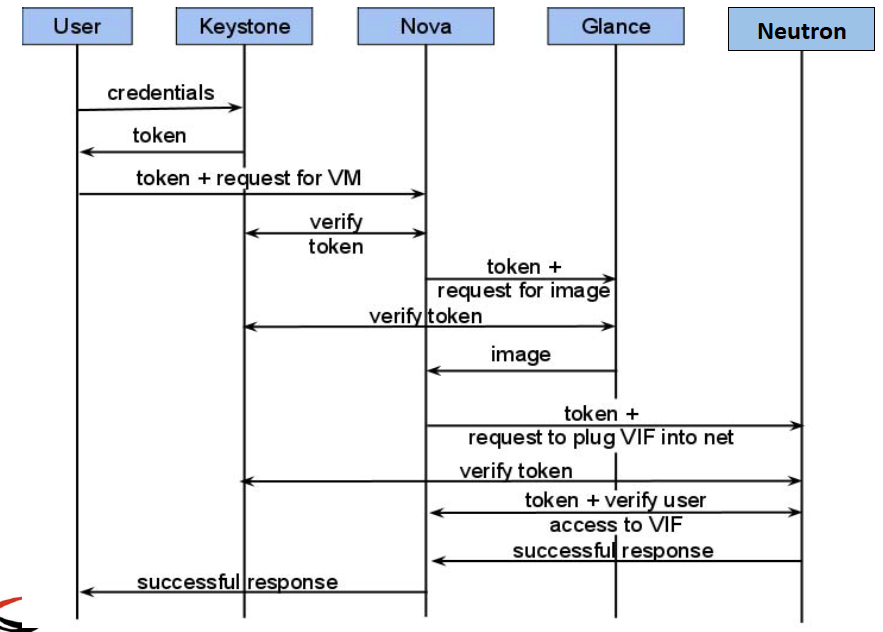 User
Keystone
Nova
Glance
Neutron
credentials
token
token + request for VM
verify
token
token +
request for image
verify token
image
token +
request to plug VIF into net
verify token
token + verify user
access to VIF
successful response
successful response